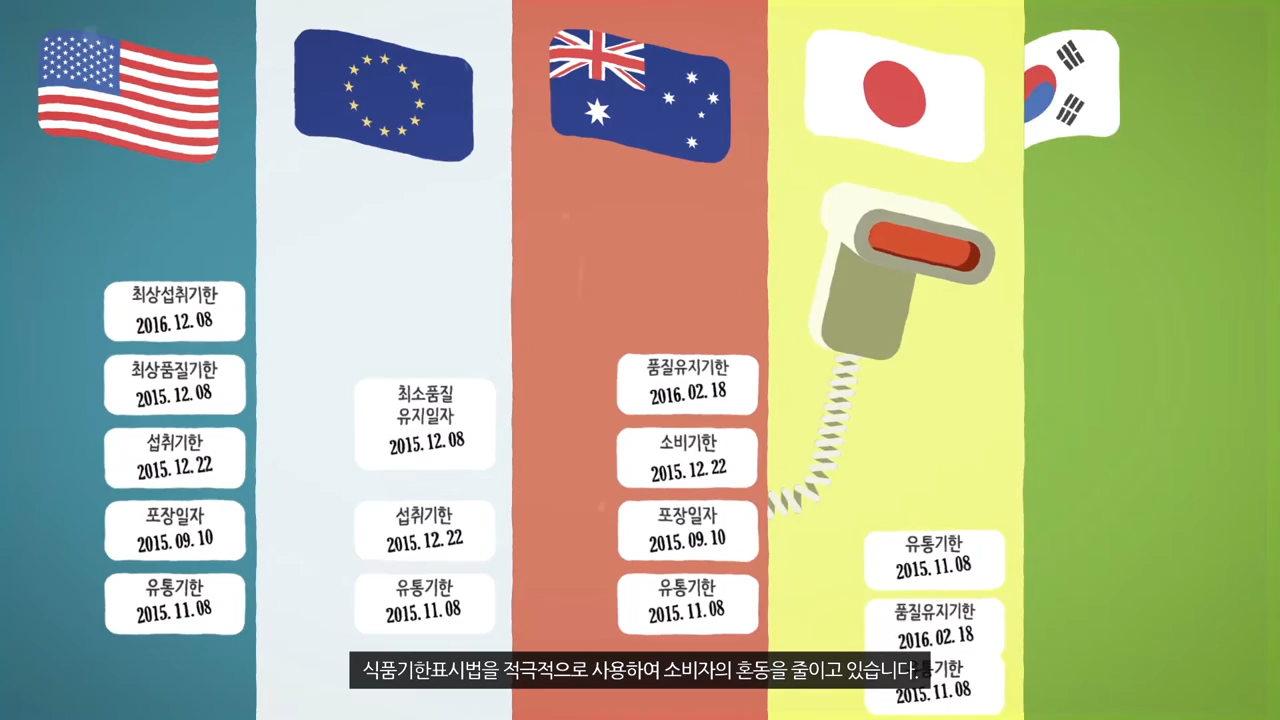 최상섭취기한
2016. 12. 08
최상품질기한
2015. 12. 08
섭취기한
2015. 12. 22
포장일자
2015. 09. 10
유통기한
2015. 11. 08
최소품질
유지일자
2015. 12. 08
섭취기한
2015. 12. 22
유통기한
2015. 11. 08
품질유지기한
2016. 02. 18
소비기한
2015. 12. 22
포장일자
2015. 09. 10
유통기한
2015. 11. 08
유통기한
2015. 11. 08
품질유지기한
2016. 02. 18
기한
2015. 11. 08
식품기한표시법을 적극적으로 사용하여 소비자의 혼동을 줄이고 있습니다.